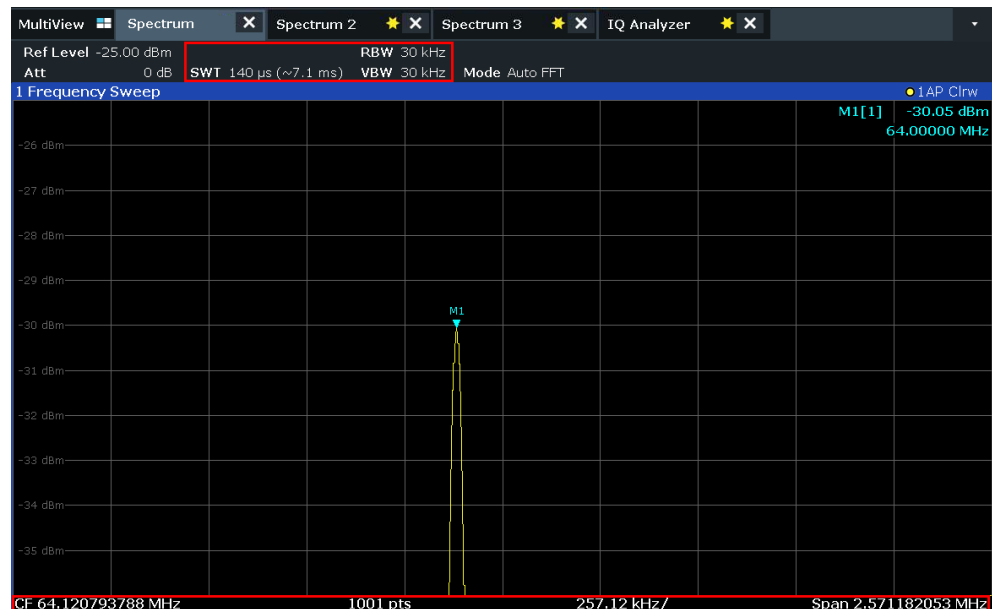 MultiView Spectrum X Spectrum 2 X Spectrum 3 X IQ Analyzer X
Ref Level -25.00 dBm RBW 30 kHz
Att 0 dB SWT 140 µs (~7.1 ms) VBW 30 kHz Mode Auto FFT
1 Frequency Sweep 1AP Clrw
M1[1] -30.05 dBm
64.00000 MHz
-26 dBm
-27 dBm
-28 dBm
-29 dBm
M1
-30 dBm
-31 dBm
-32 dBm
-33 dBm
-34 dBm
-35 dBm
CF 64.120793788 MHz 1001 pts 257.12 kHz/ Span 2.571182053 MHz